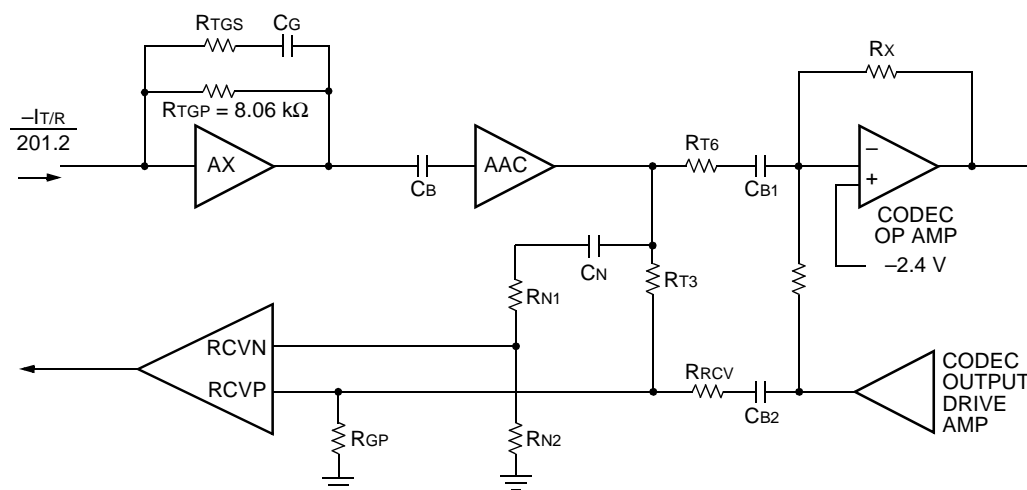 RTGS
CG
RX
RTGP = 8.06 kΩ
–IT/R
201.2
AX
CB
AAC
RT6
CB1
–
+
CODEC
OP AMP
–2.4 V
CN
RT3
RN1
RCVN
RCVP
RRCV
CB2
CODEC
OUTPUT
DRIVE
AMP
RGP
RN2